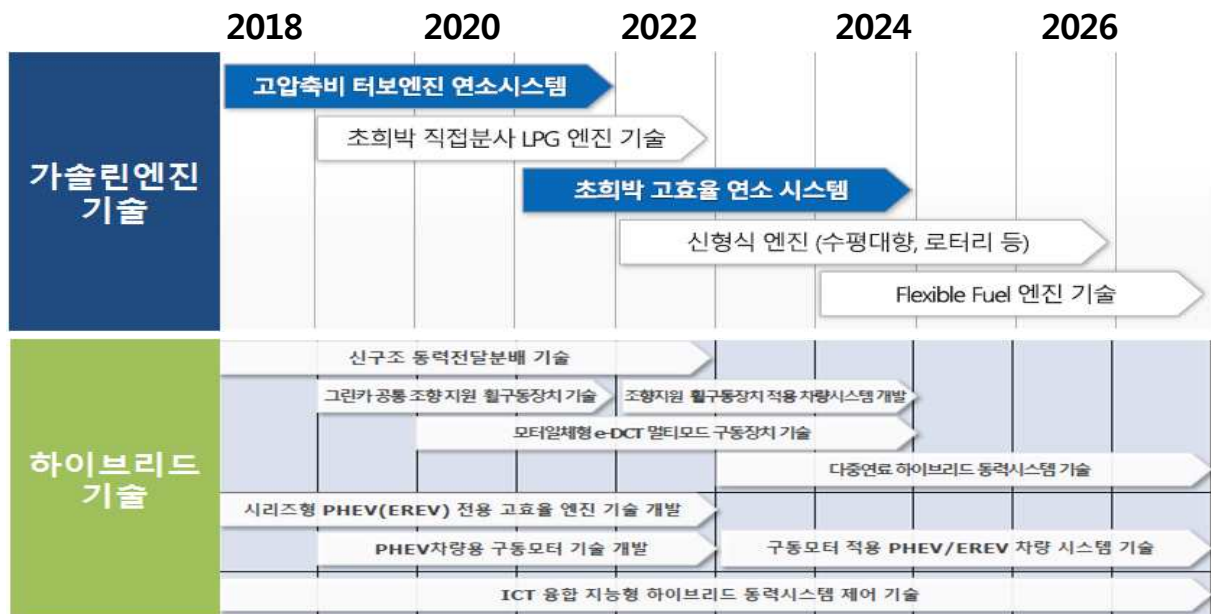 2018 2020 2022 2024 2026
가솔린엔진
기술
고압축비 터보엔진 연소시스템
초희박 직접분사 LPG 엔진 기술
초희박 고효율 연소 시스템
신형식 엔진 (수평대향, 로터리 등)
Flexible Fuel 엔진 기술
하이브리드
기술
신구조 동력전달분배 기술
그린카 공통 조향 지원 휠구동장치 기술
조향지원 휠구동장치 적용 차량시스템 개발
모터일체형 e-DCT 멀티모드 구동장치 기술
다중연료 하이브리드 동력시스템 기술
시리즈형 PHEV(EREV) 전용 고효율 엔진 기술 개발
PHEV차량용 구동모터 기술 개발
구동모터 적용 PHEV/EREV 차량 시스템 기술
ICT 융합 지능형 하이브리드 동력시스템 제어 기술